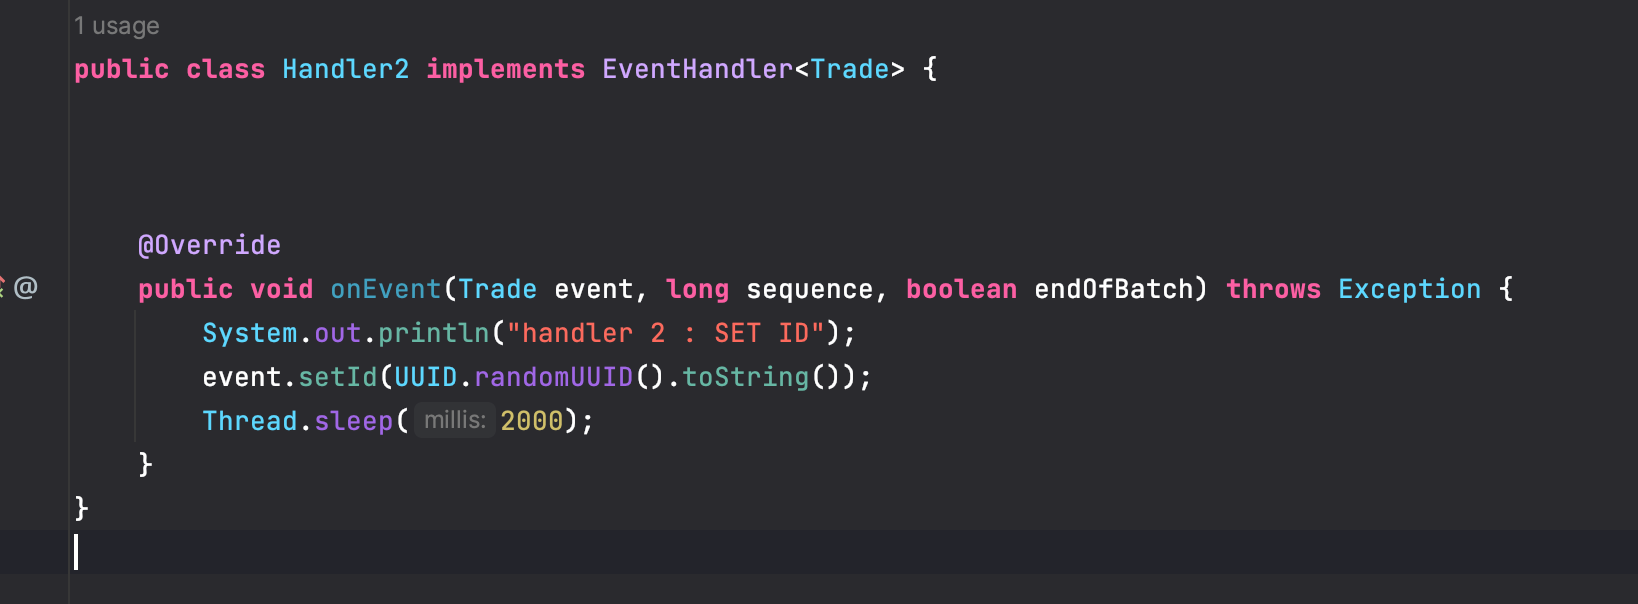 1 usage
public class Handler2 implements EventHandler<Trade> {
@Override
@
public void onEvent(Trade event, long sequence, boolean endOfBatch) throws Exception {
System.out.println("handler 2 : SET ID");
event.setId(UUID.randomUUID().toString());
Thread.sleep( millis: 2000);
}
}